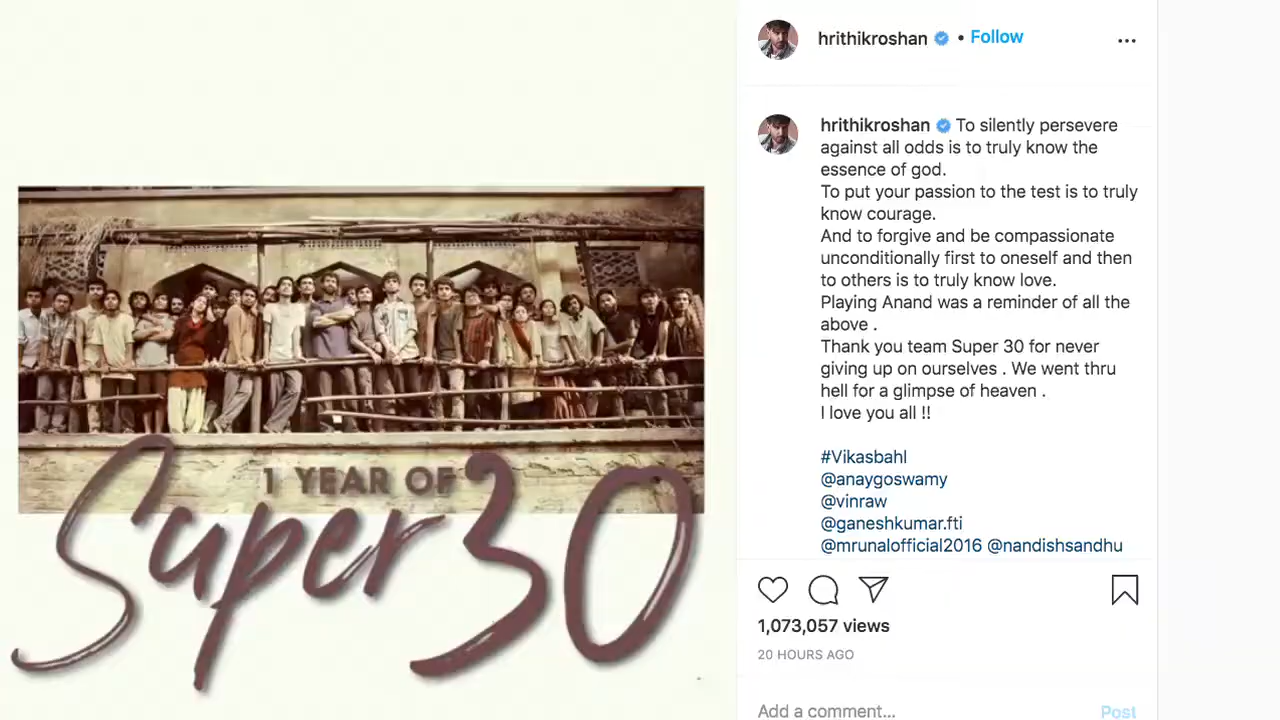 1 YEAR OF
Super 30
hrithikroshan • Follow
hrithikroshan To silently persevere
against all odds is to truly know the
essence of god.
To put your passion to the test is to truly
know courage.
And to forgive and be compassionate
unconditionally first to oneself and then
to others is to truly know love.
Playing Anand was a reminder of all the
above .
Thank you team Super 30 for never
giving up on ourselves . We went thru
hell for a glimpse of heaven .
I love you all !!
#Vikasbahl
@anaygoswamy
@vinraw
@ganeshkumar.fti
@mrunalofficial2016 @nandishsandhu
1,073,057 views
20 HOURS AGO
Add a comment... Post